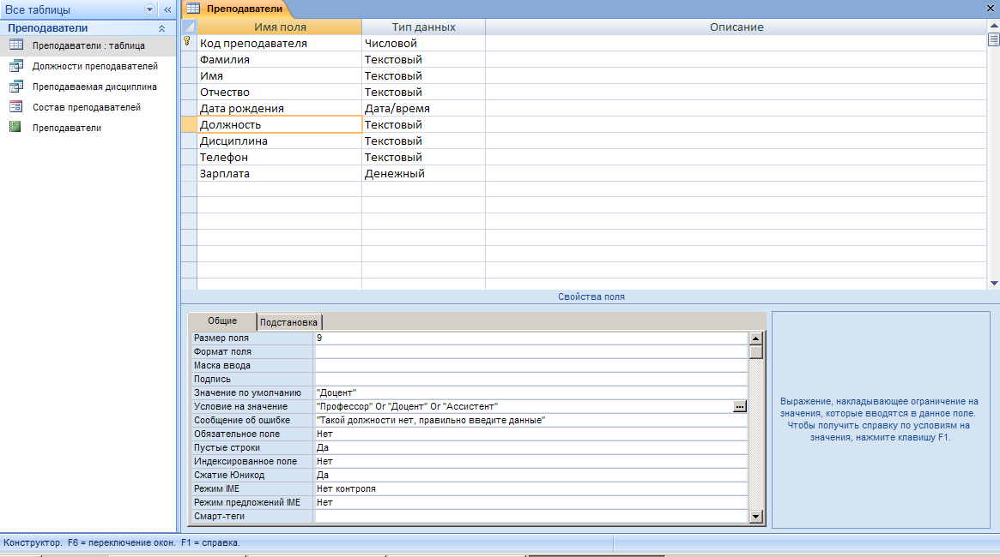 Все таблицы «
Преподаватели
Преподаватели : таблица
Должности преподавателей
Преподаваемая дисциплина
Состав преподавателей
Преподаватели
Преподаватели
Имя поля Тип данных Описание
Код преподавателя Числовой
Фамилия Текстовый
Имя Текстовый
Отчество Текстовый
Дата рождения Дата/время
Должность Текстовый
Дисциплина Текстовый
Телефон Текстовый
Зарплата Денежный
Свойства поля
Общие Подстановка
Размер поля 9
Формат поля
Маска ввода
Подпись
Значение по умолчанию "Доцент"
Условие на значение "Профессор" Or "Доцент" Or "Ассистент" ...
Сообщение об ошибке "Такой должности нет, правильно введите данные"
Обязательное поле Нет
Пустые строки Да
Индексированное поле Нет
Сжатие Юникод Да
Режим IME Нет контроля
Режим предложений IME Нет
Смарт-теги
Выражение, накладывающее ограничение на
значения, которые вводятся в данное поле.
Чтобы получить справку по условиям на
значения, нажмите клавишу F1.
Конструктор. F6 = переключение окон. F1 = справка.